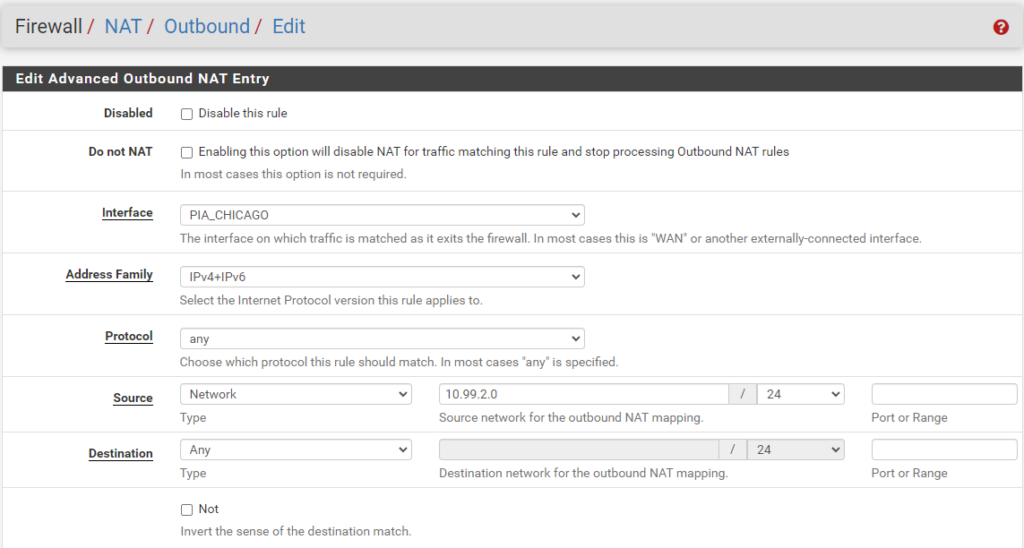 Firewall / NAT / Outbound / Edit
Edit Advanced Outbound NAT Entry
Disabled Disable this rule
Do not NAT Enabling this option will disable NAT for traffic matching this rule and stop processing Outbound NAT rules
In most cases this option is not required.
Interface PIA_CHICAGO
The interface on which traffic is matched as it exits the firewall. In most cases this is "WAN" or another externally-connected interface.
Address Family IPv4+IPv6
Select the Internet Protocol version this rule applies to.
Protocol any
Choose which protocol this rule should match. In most cases "any" is specified.
Source Network 10.99.2.0 / 24
Type Source network for the outbound NAT mapping. Port or Range
Destination Any / 24
Type Destination network for the outbound NAT mapping. Port or Range
Not
Invert the sense of the destination match.